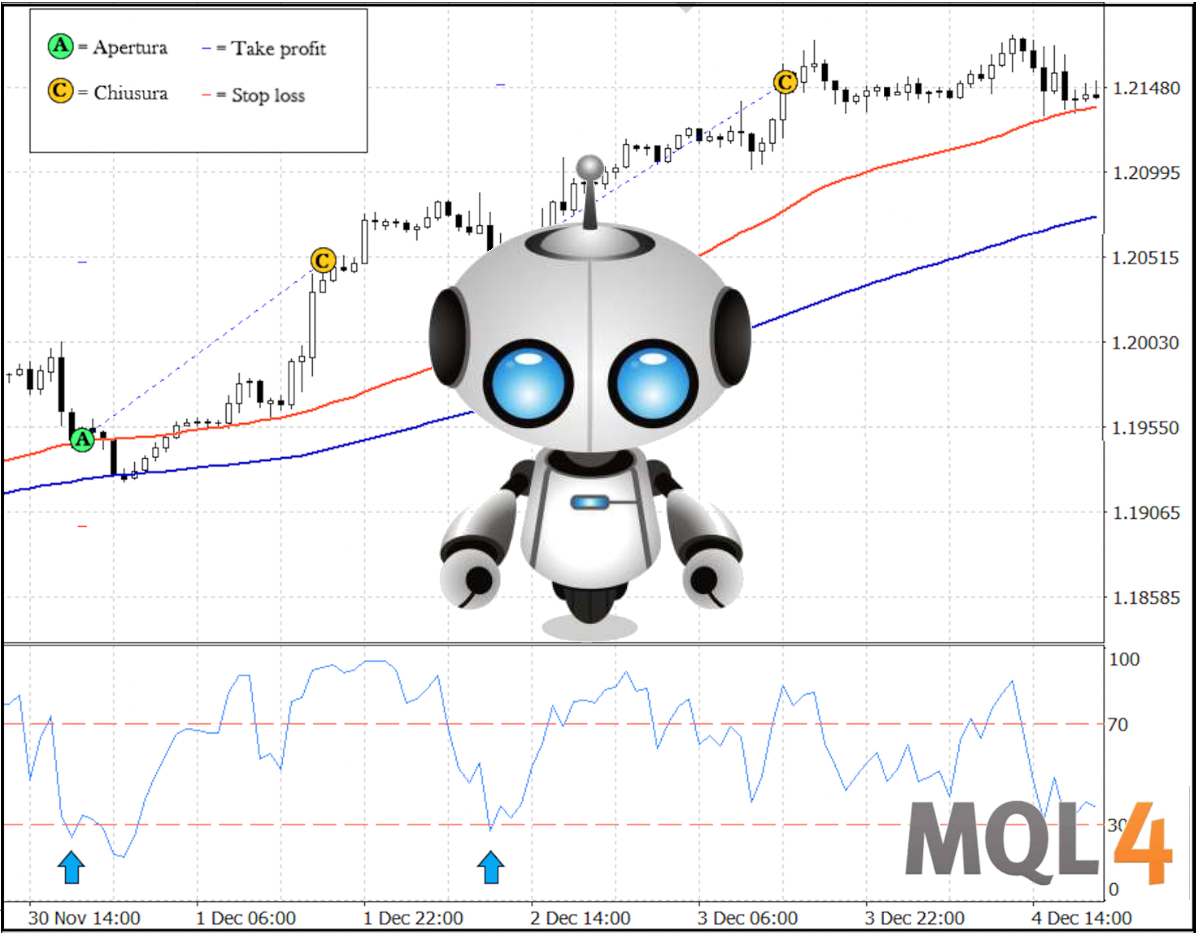 A = Apertura - = Take profit
C = Chiusura - = Stop loss
C
C
A
1.21480
1.20995
1.20515
1.20030
1.19550
1.19065
1.18585
100
70
30
0
MQL4
30 Nov 14:00 1 Dec 06:00 1 Dec 22:00 2 Dec 14:00 3 Dec 06:00 3 Dec 22:00 4 Dec 14:00